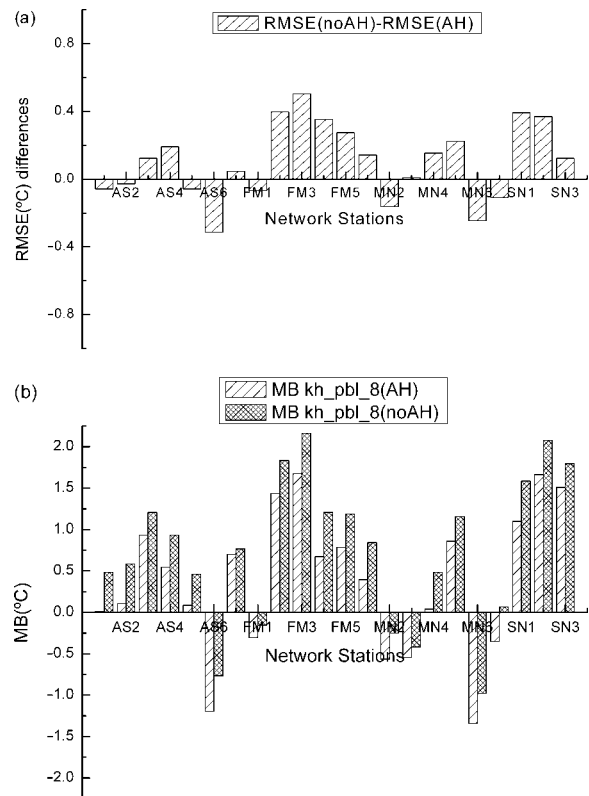 (a)
RMSE(noAH)-RMSE(AH)
0.8
0.4
0.0
−0.4
−0.8
RMSE(ºC) differences
AS2 AS4 AS6 FM1 FM3 FM5 MN2 MN4 MN6 SN1 SN3
Network Stations
(b)
MB kh_pbl_8(AH)
MB kh_pbl_8(noAH)
2.0
1.5
1.0
0.5
0.0
−0.5
−1.0
−1.5
−2.0
MB(ºC)
AS2 AS4 AS6 FM1 FM3 FM5 MN2 MN4 MN6 SN1 SN3
Network Stations